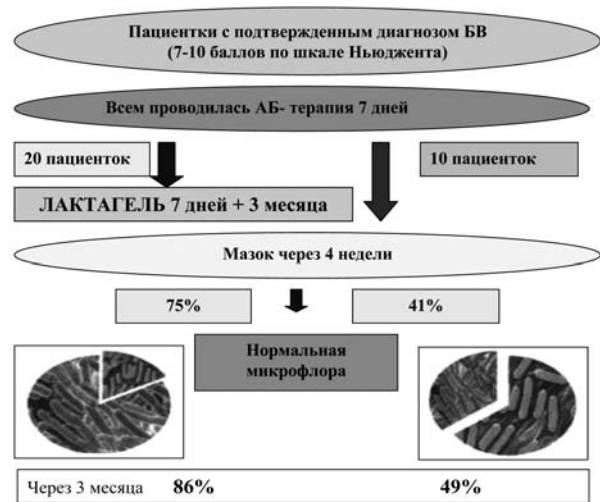 Пациентки с подтвержденным диагнозом БВ
(7-10 баллов по шкале Ньюджента)
Всем проводилась АБ- терапия 7 дней
20 пациенток
10 пациенток
ЛАКТАГЕЛЬ 7 дней + 3 месяца
Мазок через 4 недели
75%
41%
Нормальная
микрофлора
Через 3 месяца 86% 49%